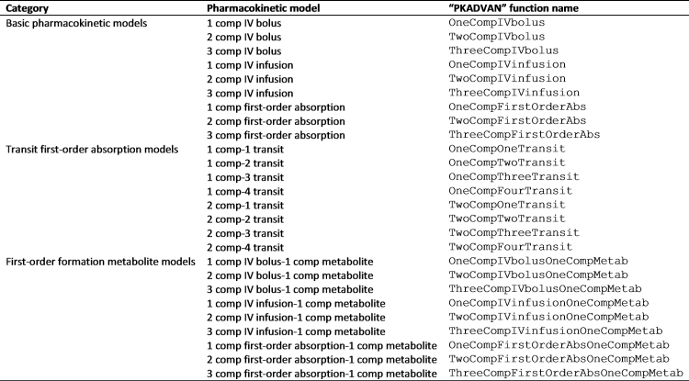 Category Pharmacokinetic model “PKADVAN” function name
Basic pharmacokinetic models 1 comp IV bolus OneCompIVbolus
2 comp IV bolus TwoCompIVbolus
3 comp IV bolus ThreeCompIVbolus
1 comp IV infusion OneCompIVinfusion
2 comp IV infusion TwoCompIVinfusion
3 comp IV infusion ThreeCompIVinfusion
1 comp first-order absorption OneCompFirstOrderAbs
2 comp first-order absorption TwoCompFirstOrderAbs
3 comp first-order absorption ThreeCompFirstOrderAbs
Transit first-order absorption models 1 comp-1 transit OneCompOneTransit
1 comp-2 transit OneCompTwoTransit
1 comp-3 transit OneCompThreeTransit
1 comp-4 transit OneCompFourTransit
2 comp-1 transit TwoCompOneTransit
2 comp-2 transit TwoCompTwoTransit
2 comp-3 transit TwoCompThreeTransit
2 comp-4 transit TwoCompFourTransit
First-order formation metabolite models 1 comp IV bolus-1 comp metabolite OneCompIVbolusOneCompMetab
2 comp IV bolus-1 comp metabolite TwoCompIVbolusOneCompMetab
3 comp IV bolus-1 comp metabolite ThreeCompIVbolusOneCompMetab
1 comp IV infusion-1 comp metabolite OneCompIVinfusionOneCompMetab
2 comp IV infusion-1 comp metabolite TwoCompIVinfusionOneCompMetab
3 comp IV infusion-1 comp metabolite ThreeCompIVinfusionOneCompMetab
1 comp first-order absorption-1 comp metabolite OneCompFirstOrderAbsOneCompMetab
2 comp first-order absorption-1 comp metabolite TwoCompFirstOrderAbsOneCompMetab
3 comp first-order absorption-1 comp metabolite ThreeCompFirstOrderAbsOneCompMetab